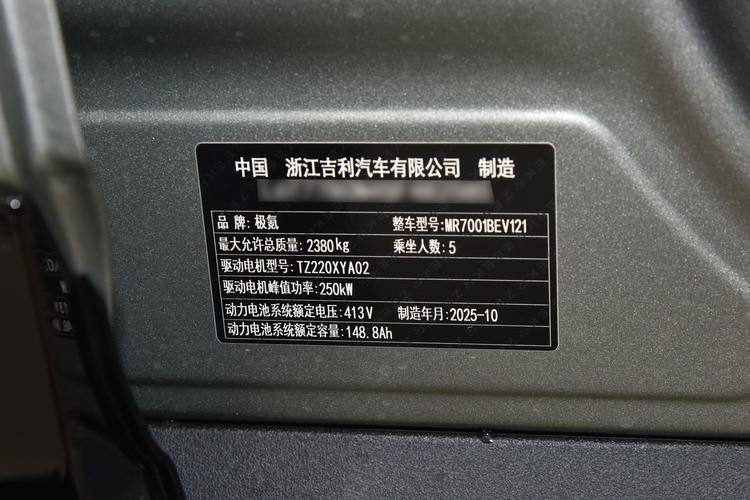 中国 浙江吉利汽车有限公司 制造
品 牌: 极氪 整车型号:MR7001BEV121
最大允许总质量: 2380kg 乘坐人数: 5
驱动电机型号: TZ220XYA02
驱动电机峰值功率: 250kW
动力电池系统额定电压: 413V 制造年月: 2025-10
动力电池系统额定容量: 148.8Ah